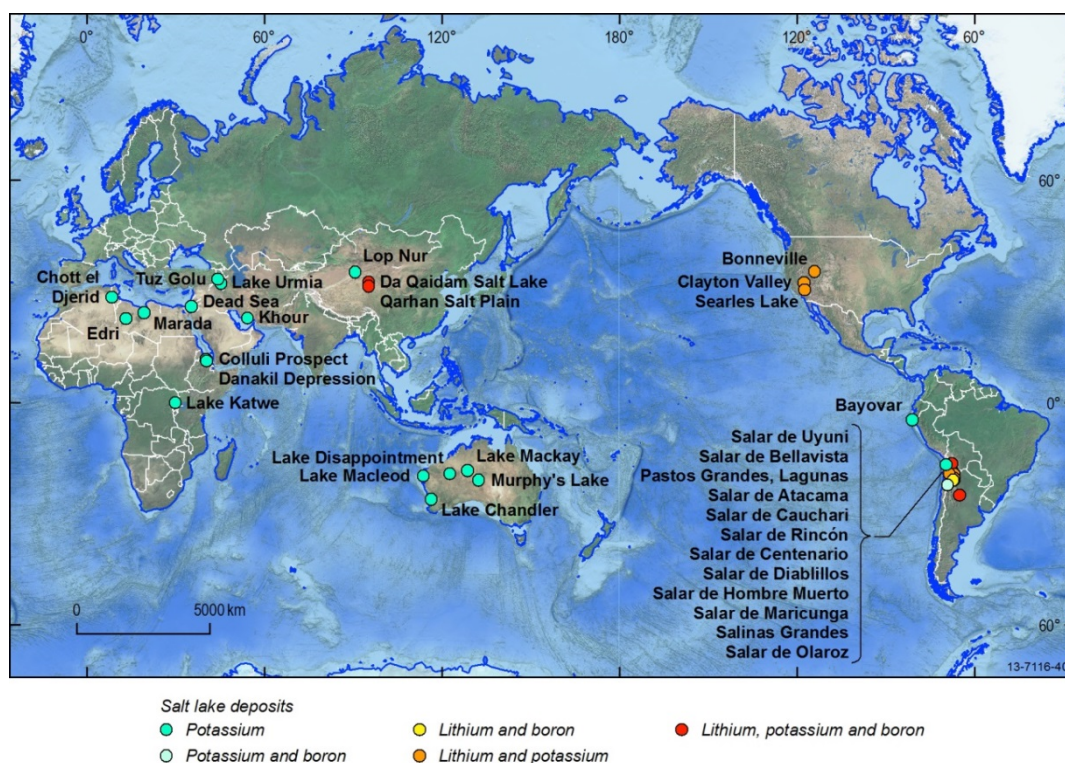 0°
60°
120°
180°
120°
60°
60°
Lop Nur
Chott el
Djerid
Tuz Golu
Lake Urmia
Da Qaidam Salt Lake
Qarhan Salt Plain
Dead Sea
Edri
Marada
Khour
Colluli Prospect
Danakil Depression
Lake Katwe
Bonneville
Clayton Valley
Searles Lake
0°
Bayovar
Lake Disappointment
Lake Mackay
Lake Macleod
Murphy's Lake
Lake Chandler
Salar de Uyuni
Salar de Bellavista
Pastos Grandes, Lagunas
Salar de Atacama
Salar de Cauchari
Salar de Rincón
Salar de Centenario
Salar de Diablillos
Salar de Hombre Muerto
Salar de Maricunga
Salinas Grandes
Salar de Olaroz
0 5000 km
60°
13-7116-40
Salt lake deposits
Potassium
Lithium and boron
Lithium, potassium and boron
Potassium and boron
Lithium and potassium